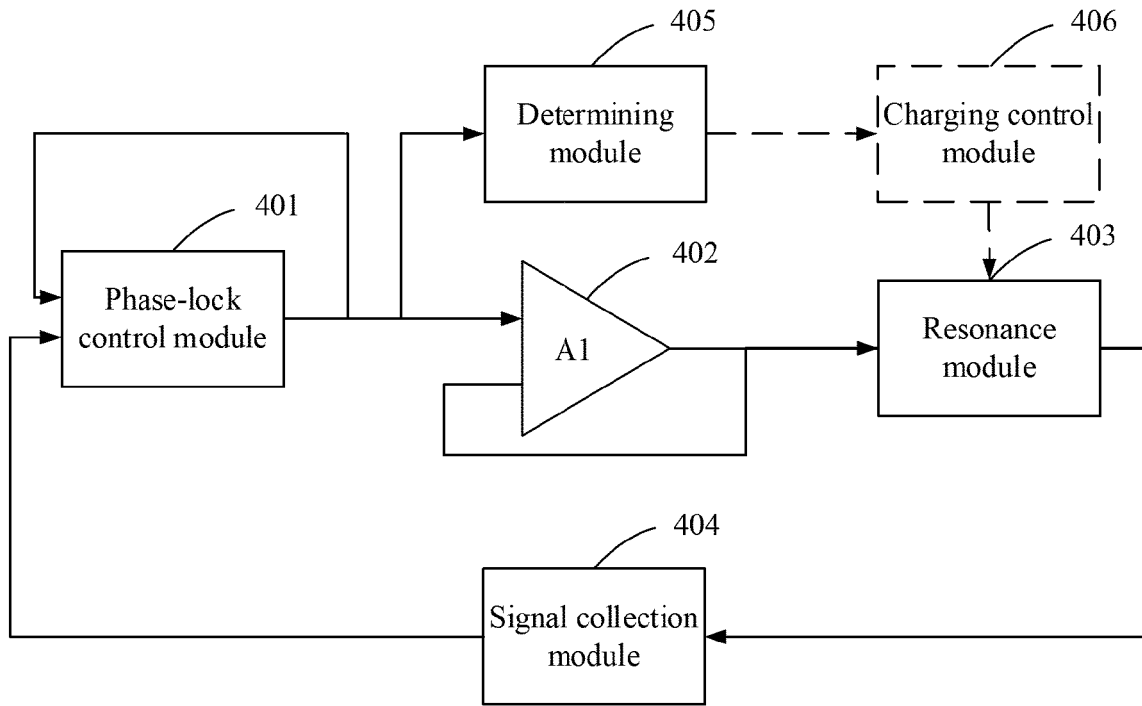 405
406
Determining
module
Charging control
module
401
402
403
Phase-lock
control module
A1
Resonance
module
404
Signal collection
module